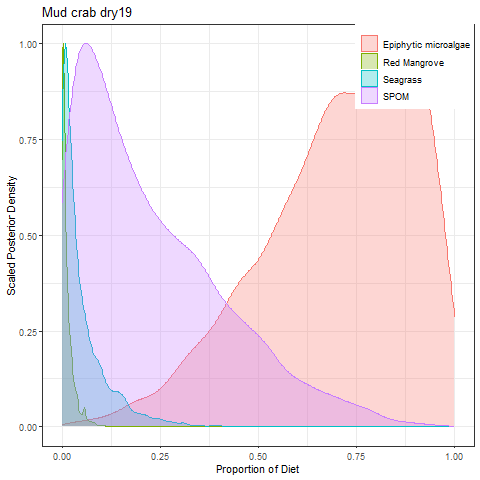 Mud crab dry19
Epiphytic microalgae
Red Mangrove
Seagrass
SPOM
1.00
0.75
0.50
0.25
0.00
Scaled Posterior Density
0.00 0.25 0.50 0.75 1.00
Proportion of Diet